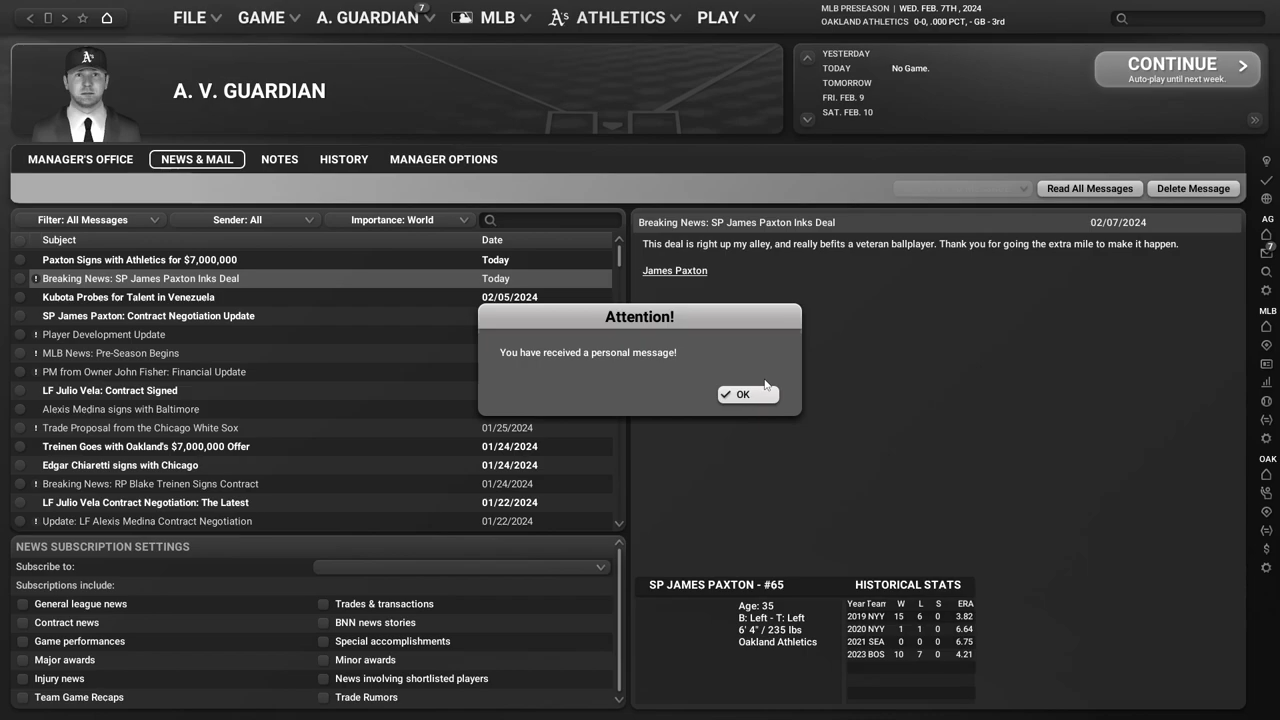 FILE
GAME
A. GUARDIAN
7
MLB
A's
ATHLETICS
PLAY
MLB PRESEASON | WED. FEB. 7TH , 2024
OAKLAND ATHLETICS 0-0, .000 PCT, - GB - 3rd
A. V. GUARDIAN
YESTERDAY
TODAY No Game.
TOMORROW
FRI. FEB. 9
SAT. FEB. 10
CONTINUE
Auto-play until next week.
MANAGER'S OFFICE
NEWS & MAIL
NOTES
HISTORY
MANAGER OPTIONS
Read All Messages
Delete Message
Filter: All Messages
Sender: All
Importance: World
Subject Date
Paxton Signs with Athletics for $7,000,000 Today
! Breaking News: SP James Paxton Inks Deal Today
Kubota Probes for Talent in Venezuela 02/05/2024
SP James Paxton: Contract Negotiation Update
! Player Development Update
! MLB News: Pre-Season Begins
! PM from Owner John Fisher: Financial Update
LF Julio Vela: Contract Signed
Alexis Medina signs with Baltimore
! Trade Proposal from the Chicago White Sox 01/25/2024
Treinen Goes with Oakland's $7,000,000 Offer 01/24/2024
Edgar Chiaretti signs with Chicago 01/24/2024
! Breaking News: RP Blake Treinen Signs Contract 01/24/2024
LF Julio Vela Contract Negotiation: The Latest 01/22/2024
! Update: LF Alexis Medina Contract Negotiation 01/22/2024
Breaking News: SP James Paxton Inks Deal 02/07/2024
This deal is right up my alley, and really befits a veteran ballplayer. Thank you for going the extra mile to make it happen.
James Paxton
Attention!
You have received a personal message!
OK
NEWS SUBSCRIPTION SETTINGS
Subscribe to:
Subscriptions include:
General league news
Trades & transactions
Contract news
BNN news stories
Game performances
Special accomplishments
Major awards
Minor awards
Injury news
News involving shortlisted players
Team Game Recaps
Trade Rumors
SP JAMES PAXTON - #65
Age: 35
B: Left - T: Left
6' 4" / 235 lbs
Oakland Athletics
HISTORICAL STATS
Year Team W L S ERA
2019 NYY 15 6 0 3.82
2020 NYY 1 1 0 6.64
2021 SEA 0 0 0 6.75
2023 BOS 10 7 0 4.21
AG
7
MLB
OAK